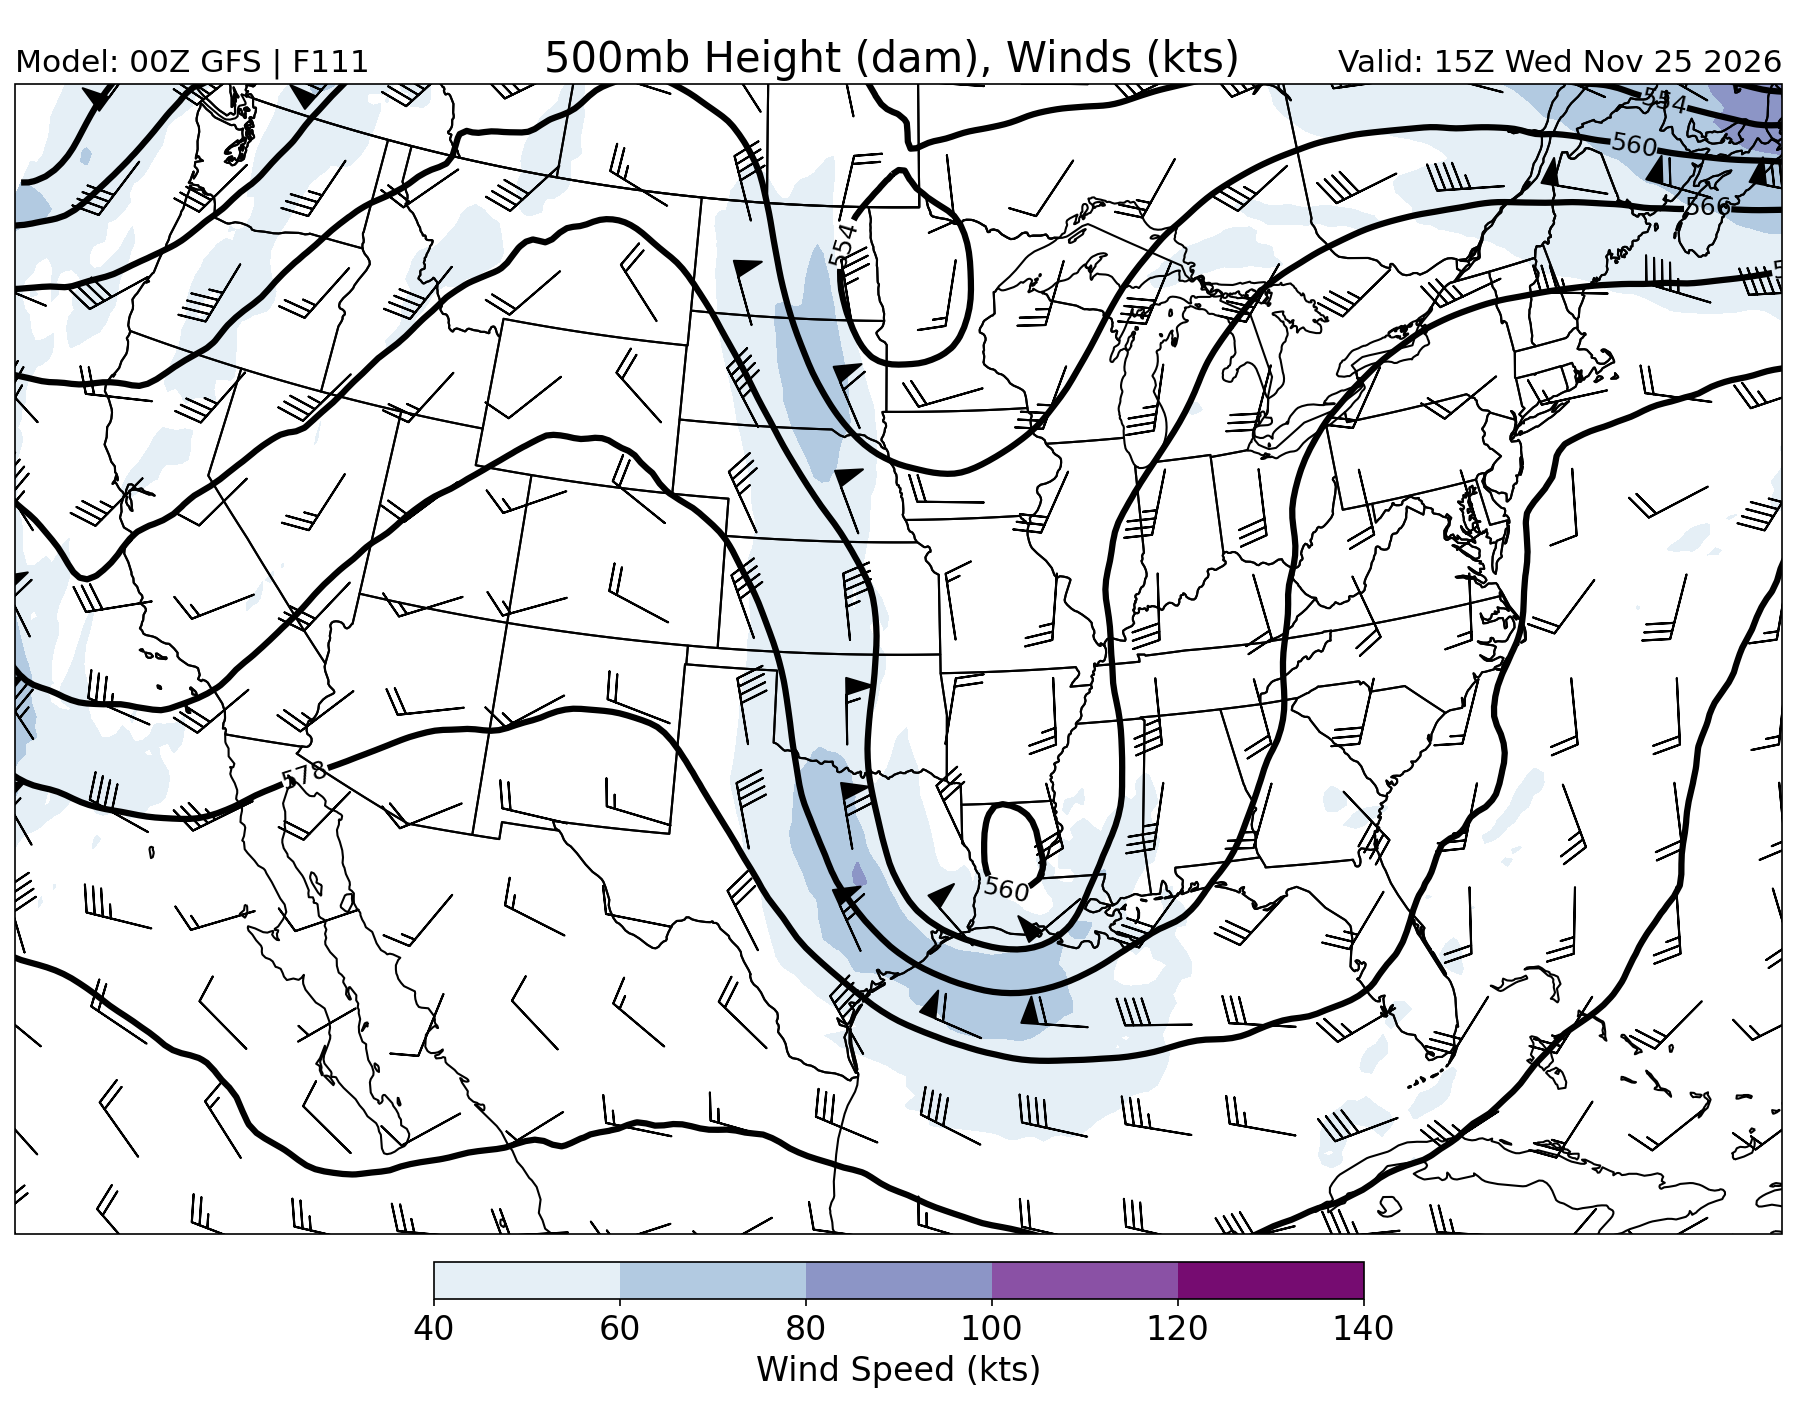 Model: 00Z GFS | F111
500mb Height (dam), Winds (kts)
Valid: 15Z Wed Nov 25 2026
554
560
566
5
554
578
560
40 60 80 100 120 140
Wind Speed (kts)